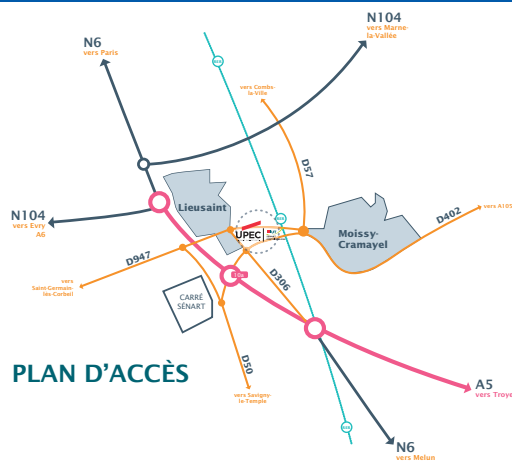 N104
vers Marne-
la-Vallée
N6
vers Paris
vers Combs-
la-Ville
D57
Lieusaint
UPEC
Moissy-
Cramayel
D402
vers A105
N104
vers Evry
A6
D947
vers
Saint-Germain-
les-Corbeil
D306
CARRÉ
SÉNART
D50
vers Savigny-
le-Temple
PLAN D’ACCÈS
A5
vers Troye
N6
vers Melun